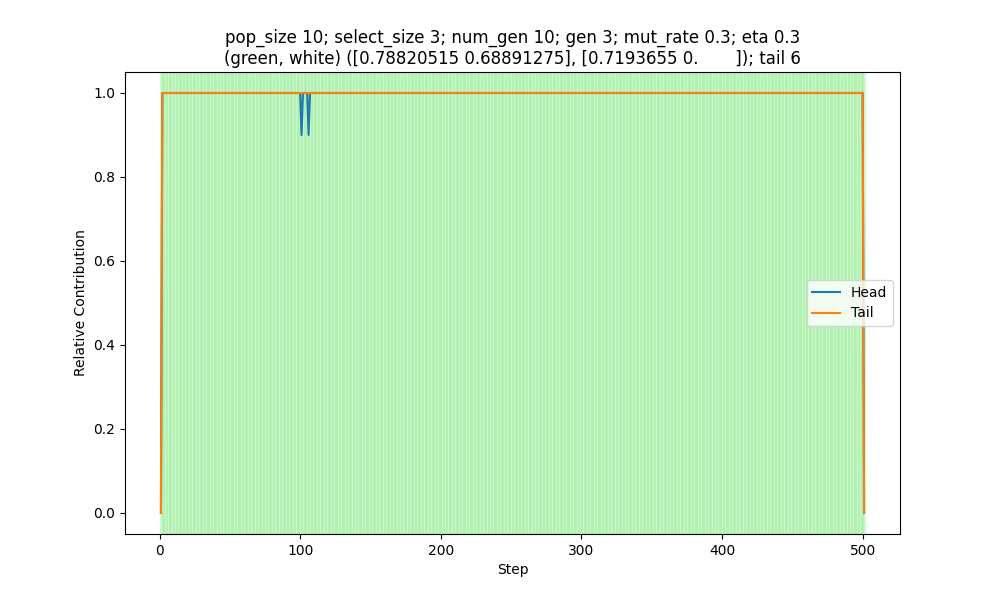 pop_size 10; select_size 3; num_gen 10; gen 3; mut_rate 0.3; eta 0.3
(green, white) ([0.78820515 0.68891275], [0.7193655 0.        ]); tail 6
1.0
0.8
0.6
0.4
0.2
0.0
Relative Contribution
Head
Tail
0
100
200
300
400
500
Step